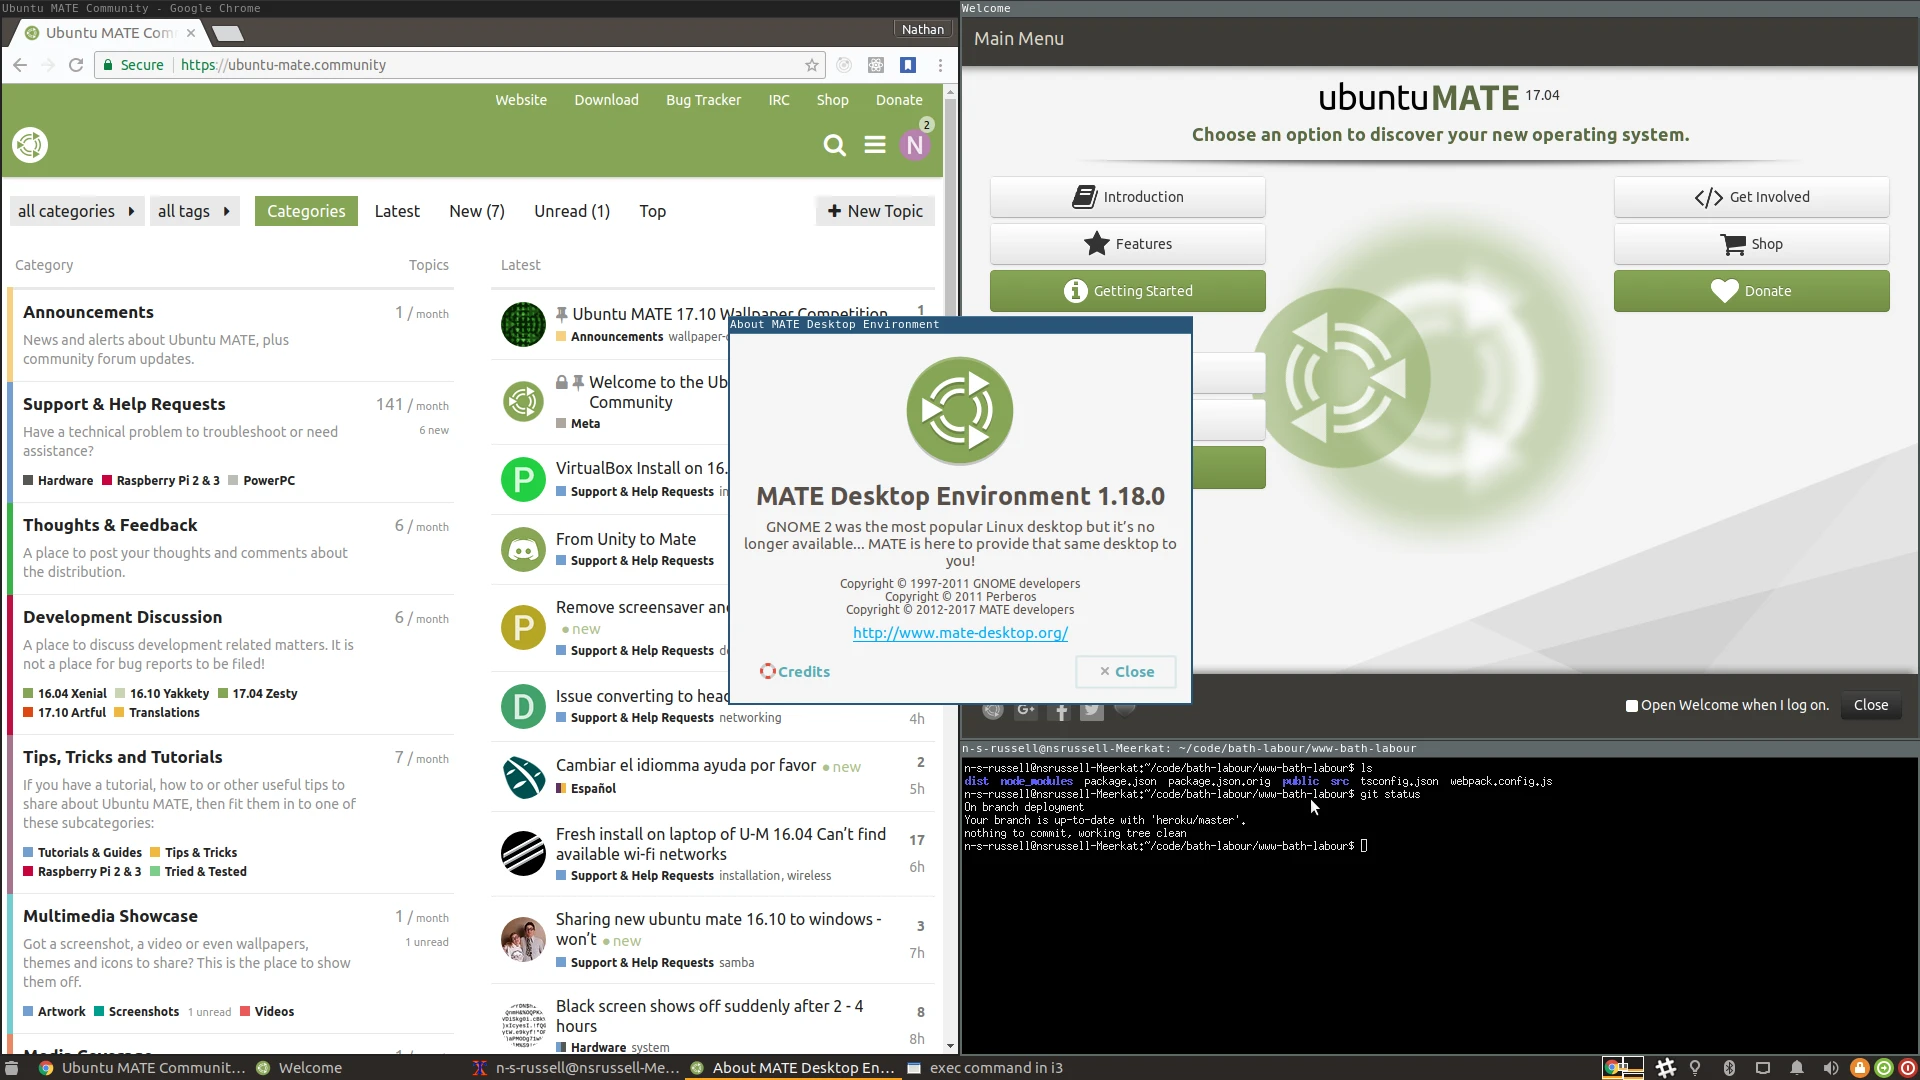 Ubuntu MATE Community - Google Chrome
Ubuntu MATE Com
Nathan
Secure
https://ubuntu-mate.community
Website
Download
Bug Tracker
IRC
Shop
Donate
2
N
all categories
all tags
Categories
Latest
New (7)
Unread (1)
Top
New Topic
Category
Topics
Announcements
1 / month
News and alerts about Ubuntu MATE, plus
community forum updates.
Support & Help Requests
141 / month
Have a technical problem to troubleshoot or need
6 new
assistance?
Hardware Raspberry Pi 2 & 3 PowerPC
Thoughts & Feedback
6 / month
A place to post your thoughts and comments about
the distribution.
Development Discussion
6 / month
A place to discuss development related matters. It is
not a place for bug reports to be filed!
16.04 Xenial 16.10 Yakkety 17.04 Zesty
17.10 Artful Translations
Tips, Tricks and Tutorials
7 / month
If you have a tutorial, how to or other useful tips to
share about Ubuntu MATE, then fit them in to one of
these subcategories:
Tutorials & Guides Tips & Tricks
Raspberry Pi 2 & 3 Tried & Tested
Multimedia Showcase
1 / month
Got a screenshot, a video or even wallpapers,
1 unread
themes and icons to share? This is the place to show
them off.
Artwork Screenshots 1 unread Videos
Latest
Ubuntu MATE 17.10 Wallpaper Competition
1
Announcements wallpaper-
Welcome to the Ub
Community
Meta
P
VirtualBox Install on 16.
Support & Help Requests in
From Unity to Mate
Support & Help Requests
P
Remove screensaver an
new
Support & Help Requests
D
Issue converting to head
Support & Help Requests networking
4h
Cambiar el idiomma ayuda por favor new
2
Español
5h
Fresh install on laptop of U-M 16.04 Can't find
17
available wi-fi networks
6h
Support & Help Requests installation, wireless
Sharing new ubuntu mate 16.10 to windows -
3
won't new
7h
Support & Help Requests samba
Black screen shows off suddenly after 2 - 4
8
hours
8h
Hardware system
Welcome
Main Menu
ubuntuMATE 17.04
Choose an option to discover your new operating system.
Introduction
Features
Getting Started
Get Involved
Shop
Donate
Open Welcome when I log on.
Close
G+
f
About MATE Desktop Environment
MATE Desktop Environment 1.18.0
GNOME 2 was the most popular Linux desktop but it's no
longer available... MATE is here to provide that same desktop to
you!
Copyright © 1997-2011 GNOME developers
Copyright © 2011 Perberos
Copyright © 2012-2017 MATE developers
http://www.mate-desktop.org/
Credits
Close
n-s-russell@nsrussell-Meerkat: ~/code/bath-labour/www-bath-labour
n-s-russell@nsrussell-Meerkat:~/code/bath-labour/www-bath-labour$ ls
dist node_modules package.json package.json.orig public src tsconfig.json webpack.config.js
n-s-russell@nsrussell-Meerkat:~/code/bath-labour/www-bath-labour$ git status
On branch deployment
Your branch is up-to-date with 'heroku/master'.
nothing to commit, working tree clean
n-s-russell@nsrussell-Meerkat:~/code/bath-labour/www-bath-labour$
Ubuntu MATE Communit...
Welcome
n-s-russell@nsrussell-Me...
About MATE Desktop En...
exec command in i3